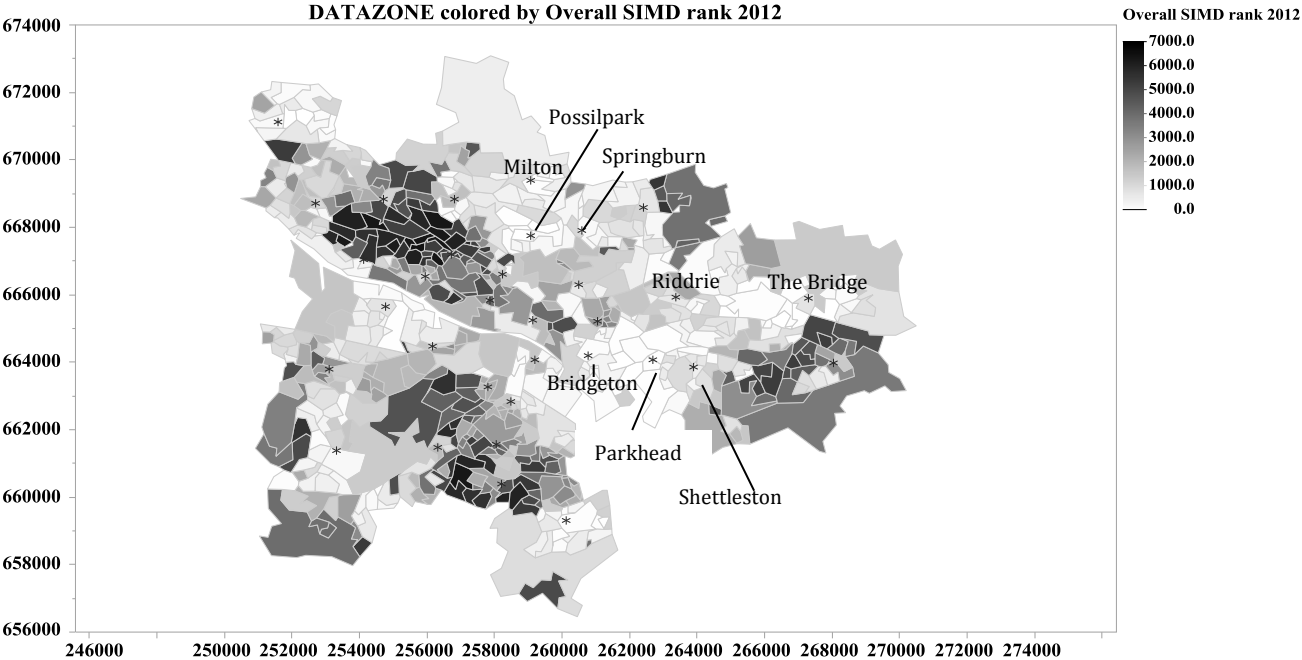 DATAZONE colored by Overall SIMD rank 2012
Overall SIMD rank 2012
7000.0
6000.0
5000.0
4000.0
3000.0
2000.0
1000.0
0.0
674000
672000
670000
668000
666000
664000
662000
660000
658000
656000
Possilpark
Milton
Springburn
Riddrie
The Bridge
Bridgeton
Parkhead
Shettleston
246000 250000 252000 254000 256000 258000 260000 262000 264000 266000 268000 270000 272000 274000